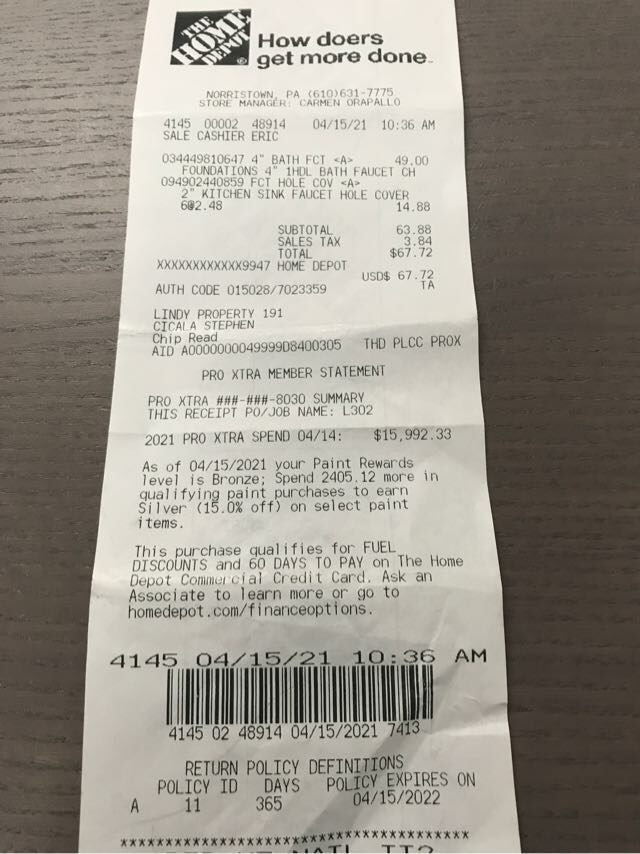 THE
HOME
DEPOT
®
How doers
get more done™
NORRISTOWN, PA (610)631-7775
STORE MANAGER: CARMEN ORAPALLO
4145 00002 48914 04/15/21 10:36 AM
SALE CASHIER ERIC
034449810647 4" BATH FCT <A> 49.00
FOUNDATIONS 4" 1HDL BATH FAUCET CH
094902440859 FCT HOLE COV <A>
2" KITCHEN SINK FAUCET HOLE COVER
6@2.48 14.88
SUBTOTAL 63.88
SALES TAX 3.84
TOTAL $67.72
XXXXXXXXXXXX9947 HOME DEPOT
USD$ 67.72
AUTH CODE 015028/7023359 TA
LINDY PROPERTY 191
CICALA STEPHEN
Chip Read
AID A0000000049999D8400305 THD PLCC PROX
PRO XTRA MEMBER STATEMENT
PRO XTRA ###-###-8030 SUMMARY
THIS RECEIPT PO/JOB NAME: L302
2021 PRO XTRA SPEND 04/14: $15,992.33
As of 04/15/2021 your Paint Rewards
level is Bronze; Spend 2405.12 more in
qualifying paint purchases to earn
Silver (15.0% off) on select paint
items.
This purchase qualifies for FUEL
DISCOUNTS and 60 DAYS TO PAY on The Home
Depot Commercial Credit Card. Ask an
Associate to learn more or go to
homedepot.com/financeoptions.
4145 04/15/21 10:36 AM
4145 02 48914 04/15/2021 7413
RETURN POLICY DEFINITIONS
POLICY ID DAYS POLICY EXPIRES ON
A 11 365 04/15/2022
****************************************